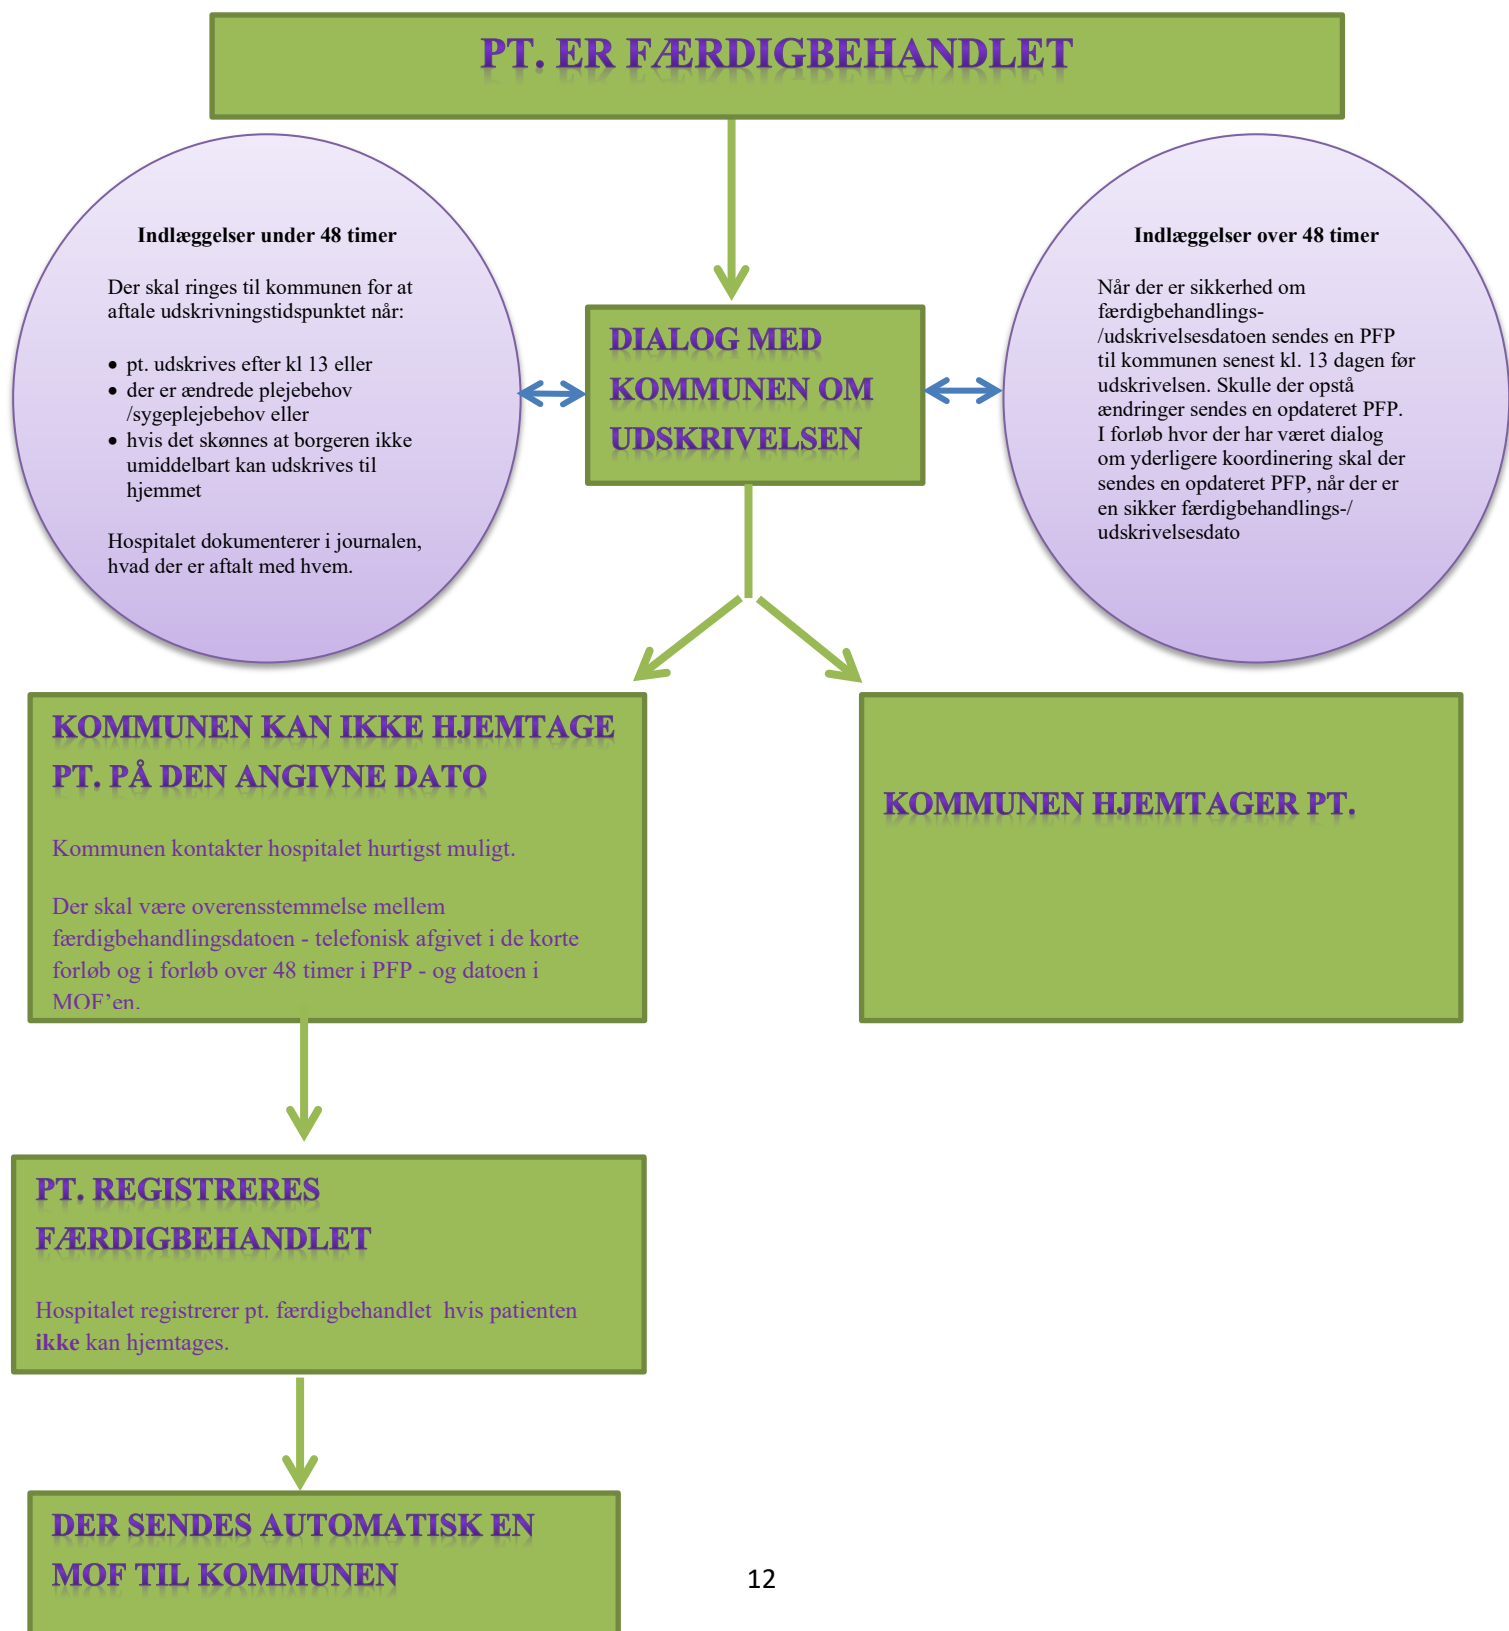 PT. ER FÆRDIGBEHANDLET
Indlæggelser under 48 timer
Der skal ringes til kommunen for at
aftale udskrivningstidspunktet når:
• pt. udskrives efter kl 13 eller
• der er ændrede plejebehov
/sygeplejebehov eller
• hvis det skønnes at borgeren ikke
umiddelbart kan udskrives til
hjemmet
Hospitalet dokumenterer i journalen,
hvad der er aftalt med hvem.
DIALOG MED
KOMMUNEN OM
UDSKRIVELSEN
Indlæggelser over 48 timer
Når der er sikkerhed om
færdigbehandlings-
/udskrivelsesdatoen sendes en PFP
til kommunen senest kl. 13 dagen før
udskrivelsen. Skulle der opstå
ændringer sendes en opdateret PFP.
I forløb hvor der har været dialog
om yderligere koordinering skal der
sendes en opdateret PFP, når der er
en sikker færdigbehandlings-/
udskrivelsesdato
KOMMUNEN KAN IKKE HJEMTAGE
PT. PÅ DEN ANGIVNE DATO
Kommunen kontakter hospitalet hurtigst muligt.
Der skal være overensstemmelse mellem
færdigbehandlingsdatoen - telefonisk afgivet i de korte
forløb og i forløb over 48 timer i PFP - og datoen i
MOF’en.
KOMMUNEN HJEMTAGER PT.
PT. REGISTRERES
FÆRDIGBEHANDLET
Hospitalet registrerer pt. færdigbehandlet hvis patienten
ikke kan hjemtages.
DER SENDES AUTOMATISK EN
MOF TIL KOMMUNEN
12